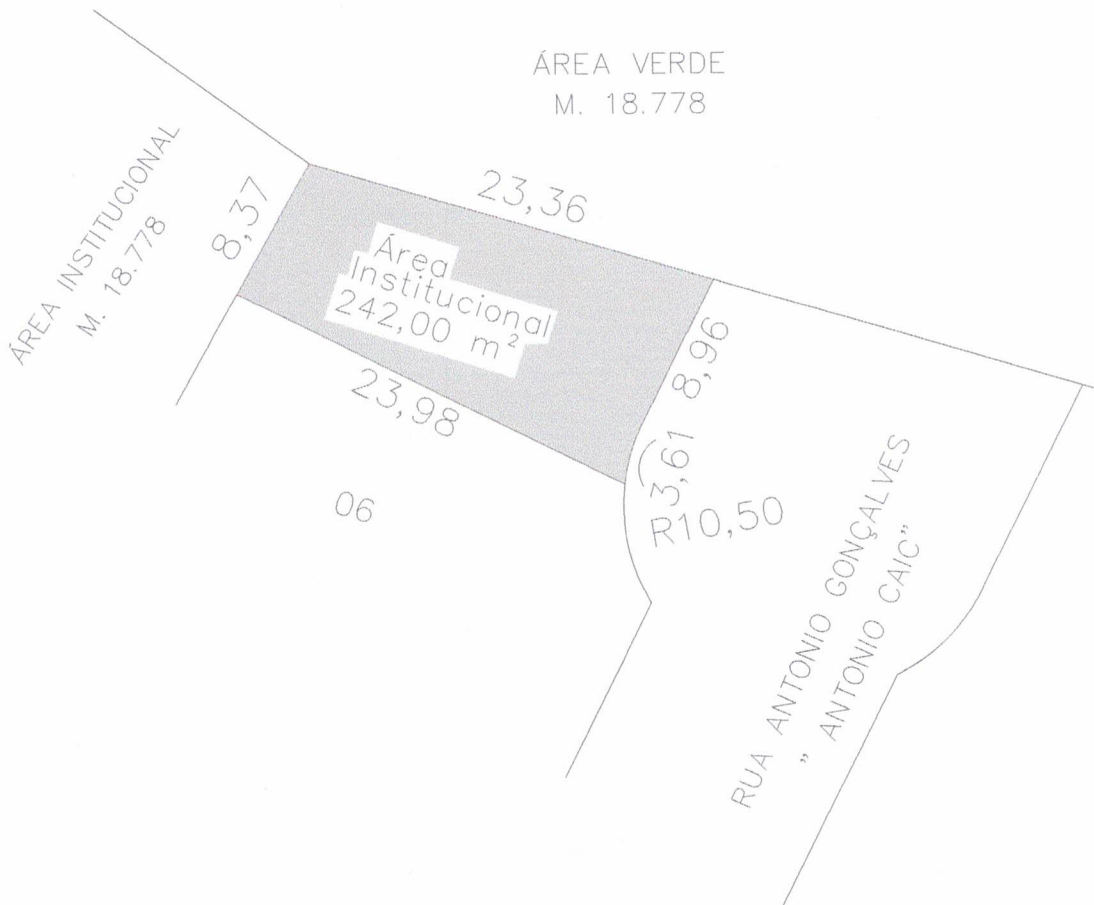 ÁREA VERDE
M. 18.778
ÁREA INSTITUCIONAL
M. 18.778
8,37
23,36
Área
Institucional
242,00 m²
8,96
23,98
3,61
R10,50
06
RUA ANTONIO GONÇALVES
" ANTONIO CAIC"